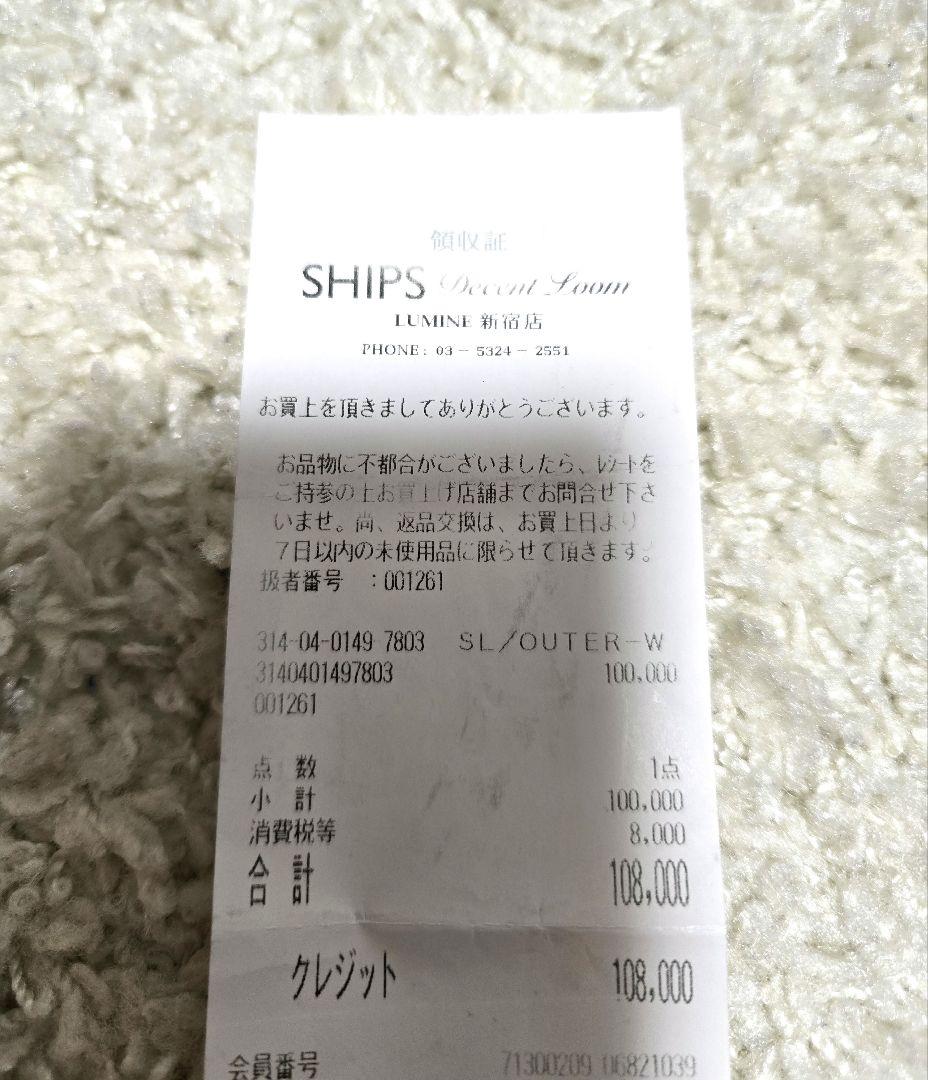 領収証
SHIPS Decent Loom
LUMINE 新宿店
PHONE: 03 - 5324 - 2551
お買上を頂きましてありがとうございます。
お品物に不都合がございましたら、ﾚｼｰﾄを
ご持参の上お買上げ店舗までお問合せ下さ
いませ。尚、返品交換は、お買上日より
7日以内の未使用品に限らせて頂きます。
扱者番号 :001261
314-04-0149 7803 SL/OUTER-W
3140401497803 100,000
001261
点 数 1点
小 計 100,000
消費税等 8,000
合 計 108,000
クレジット 108,000
会員番号 71300209 06821039